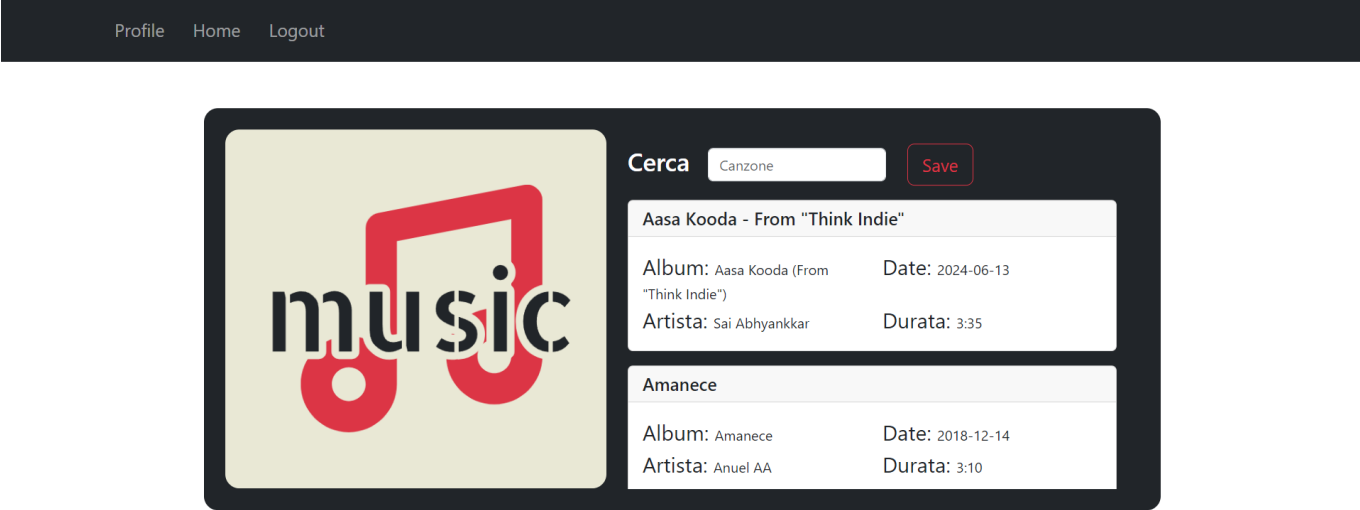 Profile Home Logout
music
Cerca Canzone Save
Aasa Kooda - From "Think Indie"
Album: Aasa Kooda (From
"Think Indie")
Date: 2024-06-13
Artista: Sai Abhyankkar
Durata: 3:35
Amanece
Album: Amanece
Date: 2018-12-14
Artista: Anuel AA
Durata: 3:10